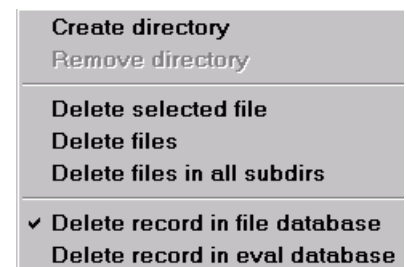 Create directory
Remove directory
Delete selected file
Delete files
Delete files in all subdirs
Delete record in file database
Delete record in eval database